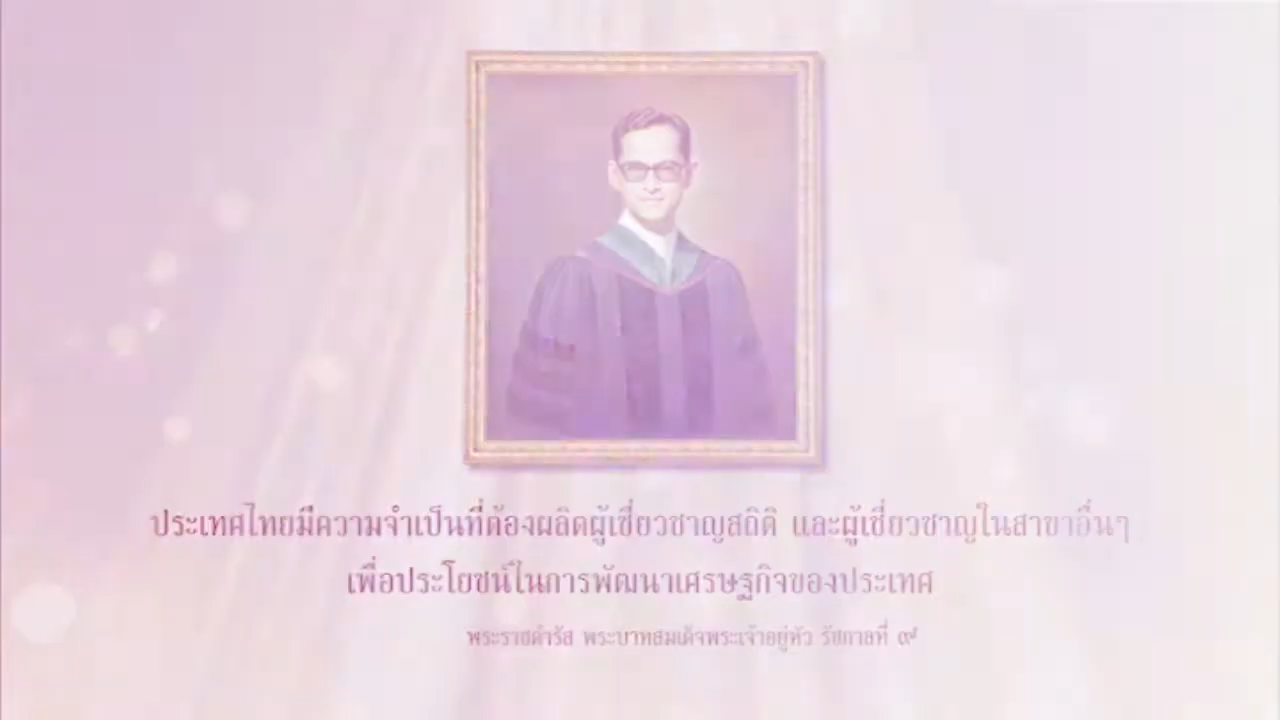 ประเทศไทยมีความจำเป็นที่ต้องผลิตผู้เชี่ยวชาญสถิติ และผู้เชี่ยวชาญในสาขาอื่นๆ
เพื่อประโยชน์ในการพัฒนาเศรษฐกิจของประเทศ
พระราชดำรัส พระบาทสมเด็จพระเจ้าอยู่หัว รัชกาลที่ ๙